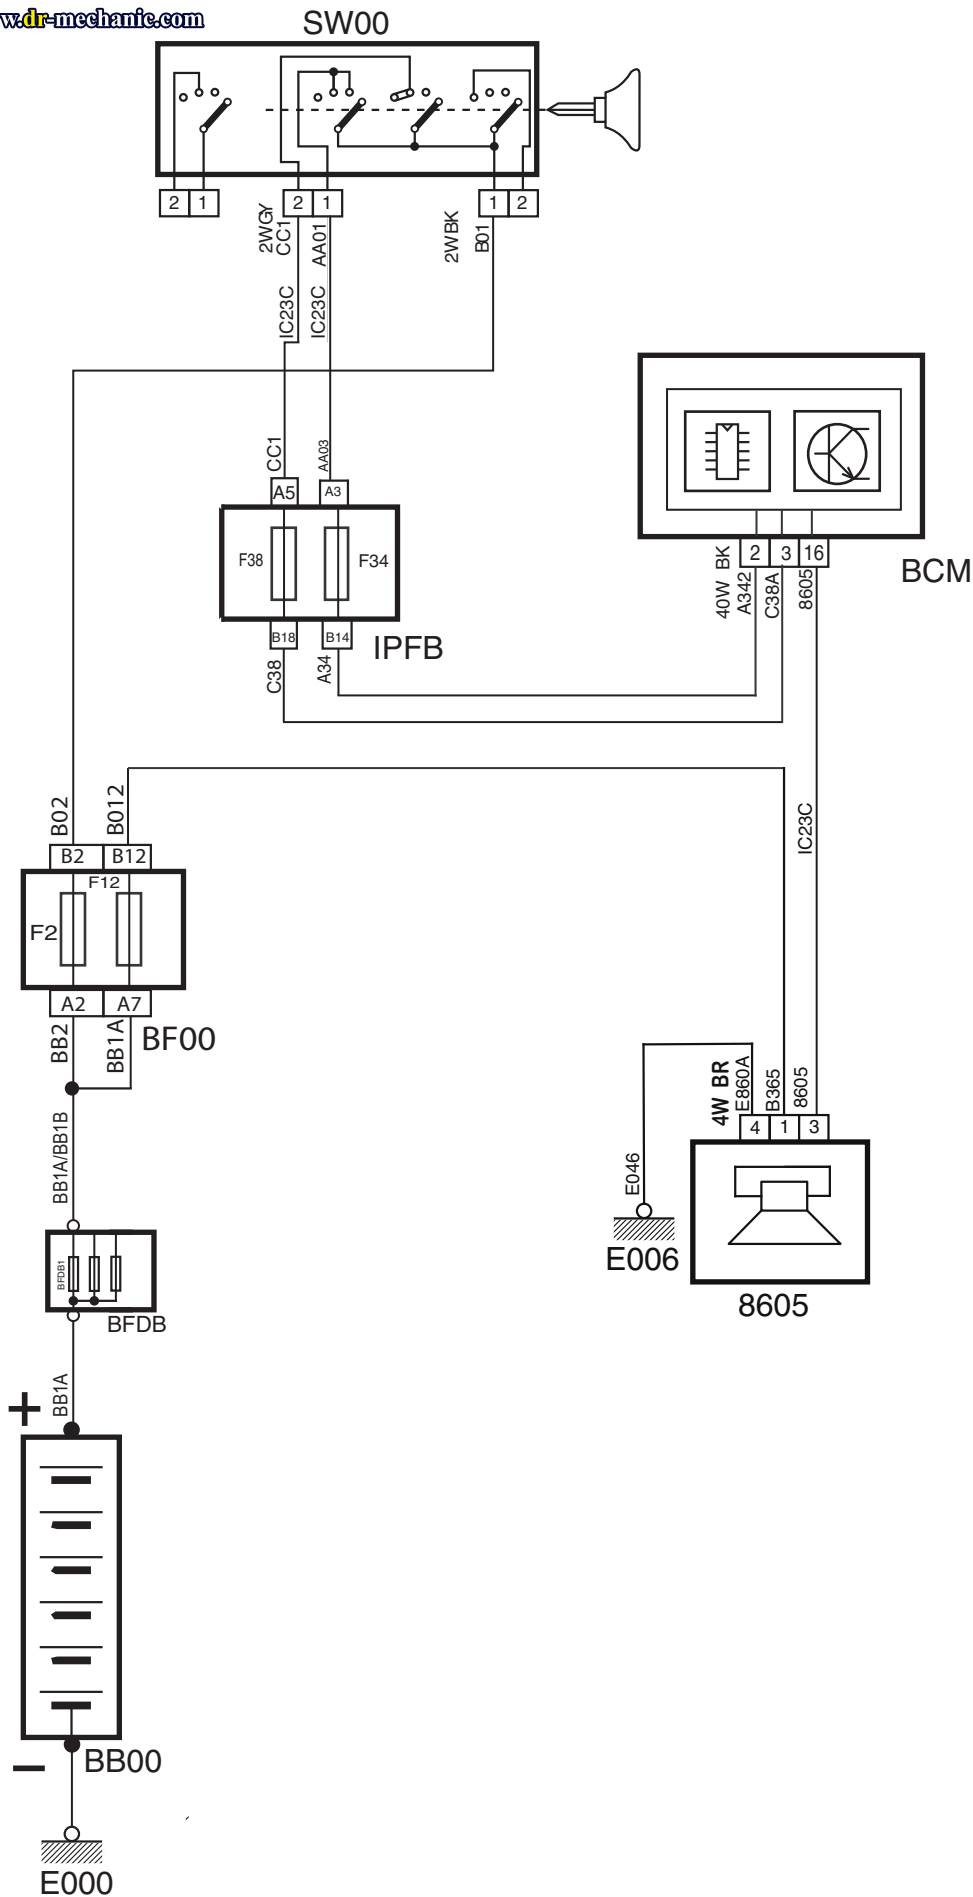 w.dr-mechanic.com
SW00
2 1
2 1
1 2
2WGY
CC1
AA01
2WBK
B01
IC23C
IC23C
CC1
AA03
A5
A3
F38
F34
B18
B14
IPFB
C38
A34
BCM
2 3 16
40W BK
A342
C38A
8605
B02
B012
B2
B12
F12
F2
A2
A7
BB2
BB1A
BF00
IC23C
BB1A/BB1B
4W BR
E860A
B365
8605
4 1 3
E046
E006
8605
BFDB1
BFDB
BB1A
+
BB00
–
E000